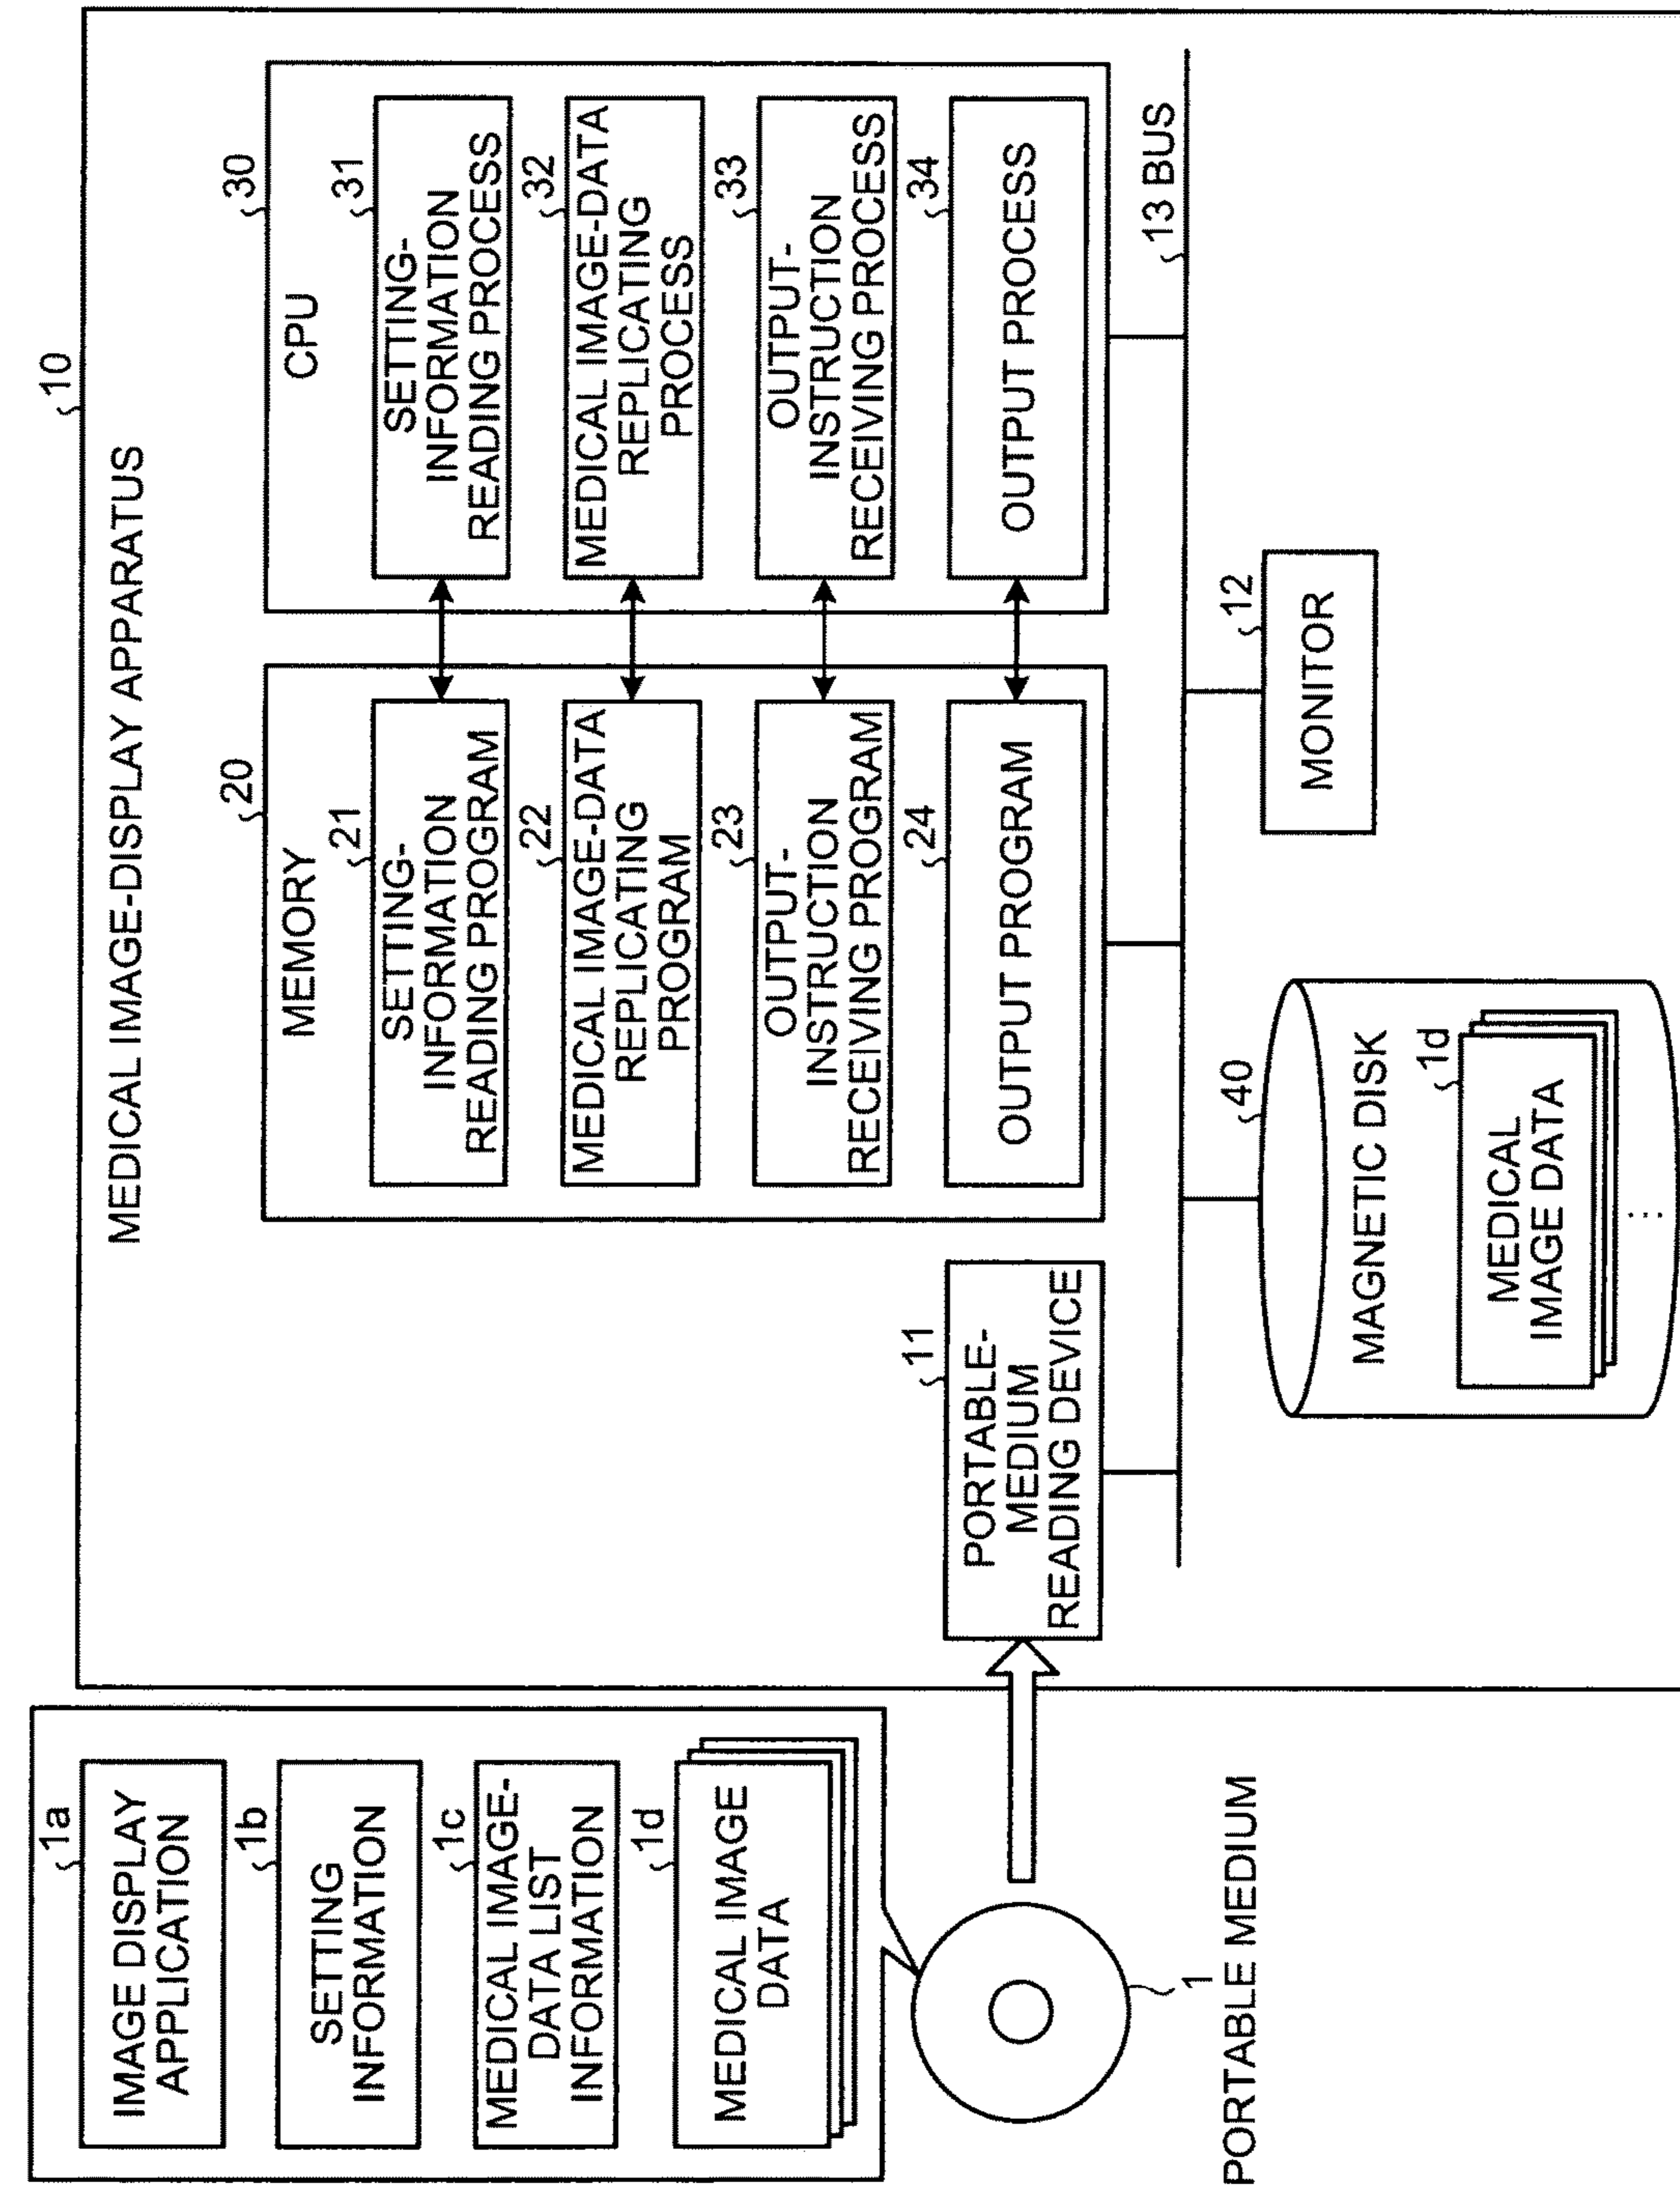 10
MEDICAL IMAGE-DISPLAY APPARATUS
1a
IMAGE DISPLAY
APPLICATION
1b
SETTING
INFORMATION
1c
MEDICAL IMAGE-
DATA LIST
INFORMATION
1d
MEDICAL IMAGE
DATA
1
PORTABLE MEDIUM
11
PORTABLE-
MEDIUM
READING DEVICE
20
MEMORY
21
SETTING-
INFORMATION
READING PROGRAM
22
MEDICAL IMAGE-DATA
REPLICATING
PROGRAM
23
OUTPUT-
INSTRUCTION
RECEIVING PROGRAM
24
OUTPUT PROGRAM
30
CPU
31
SETTING-
INFORMATION
READING PROCESS
32
MEDICAL IMAGE-DATA
REPLICATING
PROCESS
33
OUTPUT-
INSTRUCTION
RECEIVING PROCESS
34
OUTPUT PROCESS
13 BUS
40
MAGNETIC DISK
1d
MEDICAL
IMAGE DATA
...
12
MONITOR